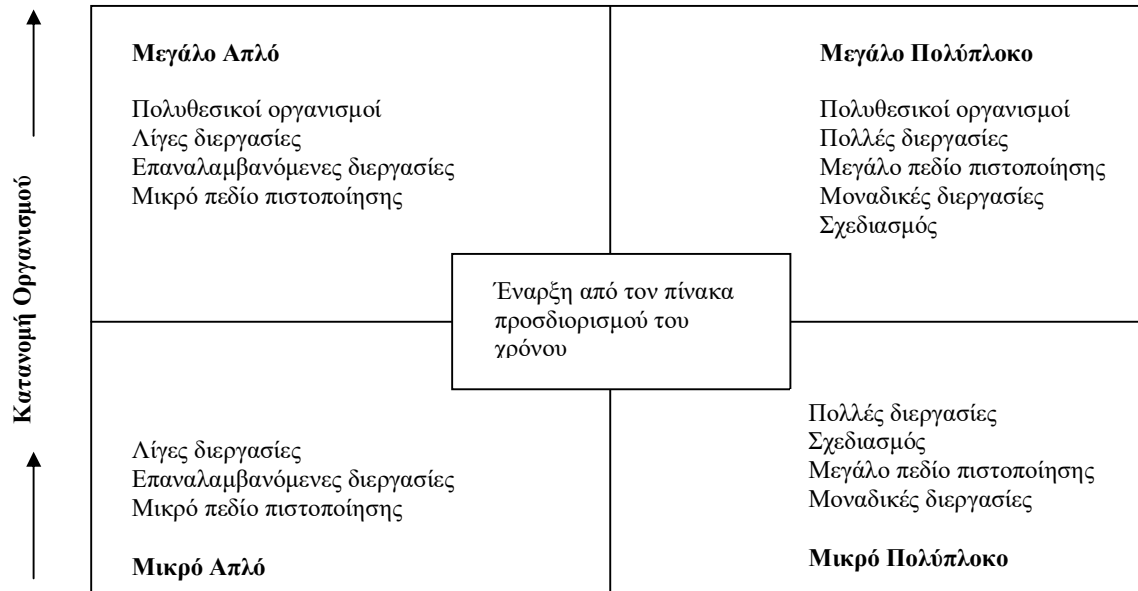 Κατανομή Οργανισμού
Μεγάλο Απλό
Πολυθεσικοί οργανισμοί
Λίγες διεργασίες
Επαναλαμβανόμενες διεργασίες
Μικρό πεδίο πιστοποίησης
Μεγάλο Πολύπλοκο
Πολυθεσικοί οργανισμοί
Πολλές διεργασίες
Μεγάλο πεδίο πιστοποίησης
Μοναδικές διεργασίες
Σχεδιασμός
Έναρξη από τον πίνακα
προσδιορισμού του
χρόνου
Λίγες διεργασίες
Επαναλαμβανόμενες διεργασίες
Μικρό πεδίο πιστοποίησης
Μικρό Απλό
Πολλές διεργασίες
Σχεδιασμός
Μεγάλο πεδίο πιστοποίησης
Μοναδικές διεργασίες
Μικρό Πολύπλοκο